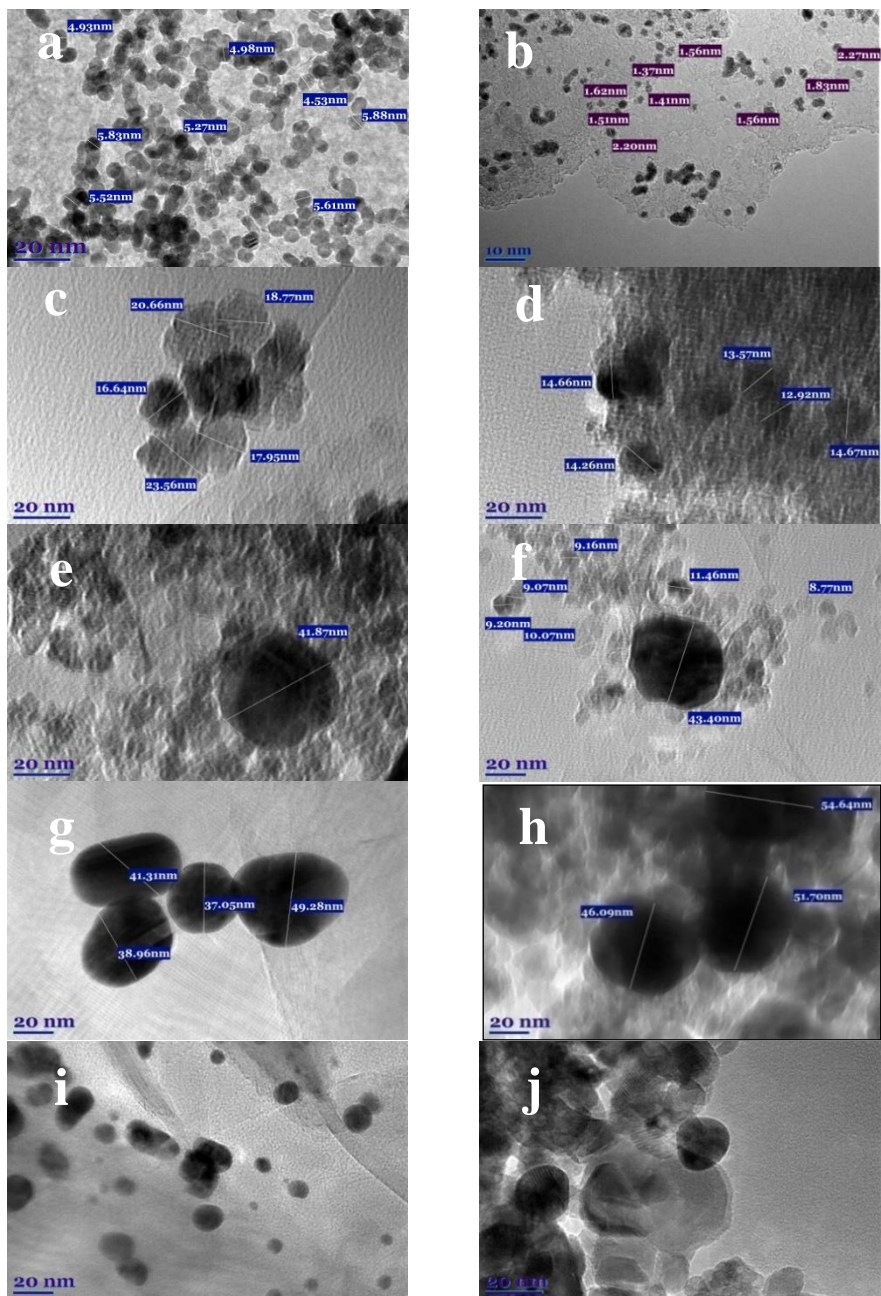 a
4.93nm
4.98nm
4.53nm
5.88nm
5.83nm
5.27nm
5.52nm
5.61nm
20 nm
b
1.56nm
2.27nm
1.37nm
1.83nm
1.62nm
1.41nm
1.51nm
1.56nm
2.20nm
10 nm
c
20.66nm
18.77nm
16.64nm
17.95nm
23.56nm
20 nm
d
13.57nm
14.66nm
12.92nm
14.67nm
14.26nm
20 nm
e
41.87nm
20 nm
f
9.16nm
11.46nm
9.07nm
8.77nm
9.20nm
10.07nm
43.40nm
20 nm
g
41.31nm
37.05nm
49.28nm
38.96nm
20 nm
h
54.64nm
51.70nm
46.09nm
20 nm
i
20 nm
j
20 nm